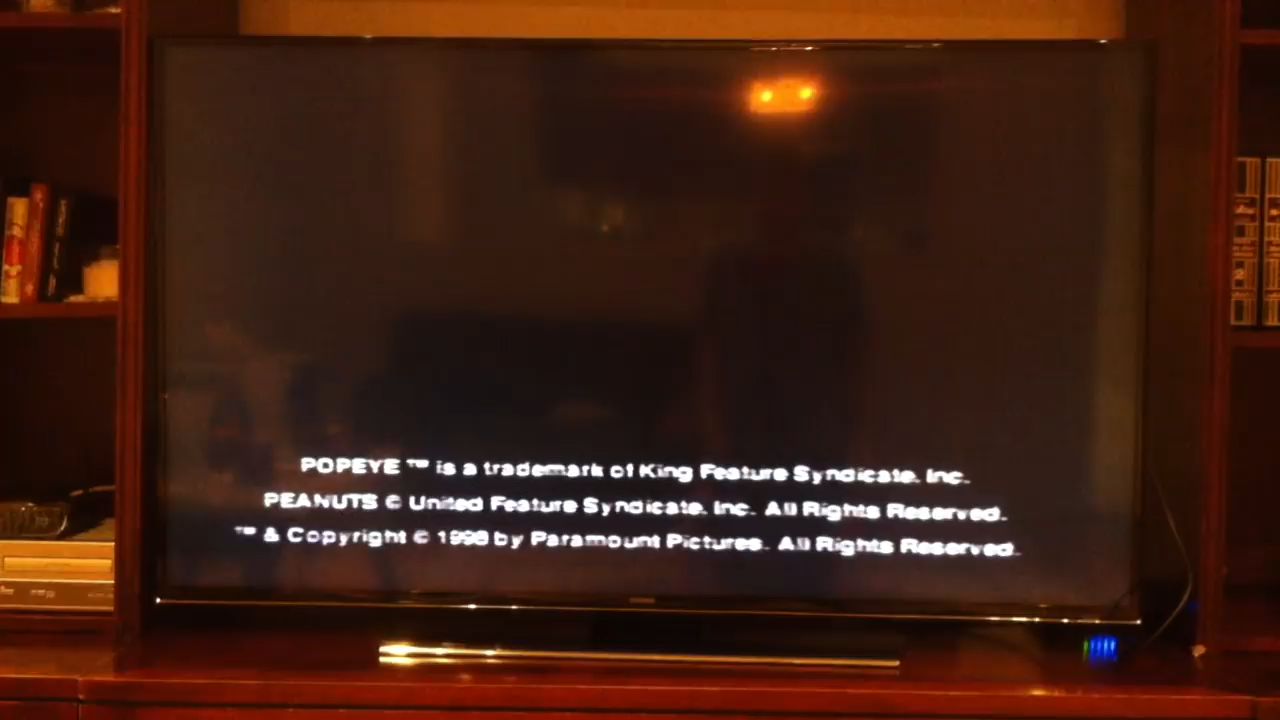 POPEYE ™ is a trademark of King Feature Syndicate, Inc.
PEANUTS © United Feature Syndicate, Inc. All Rights Reserved.
™ & Copyright © 1998 by Paramount Pictures. All Rights Reserved.